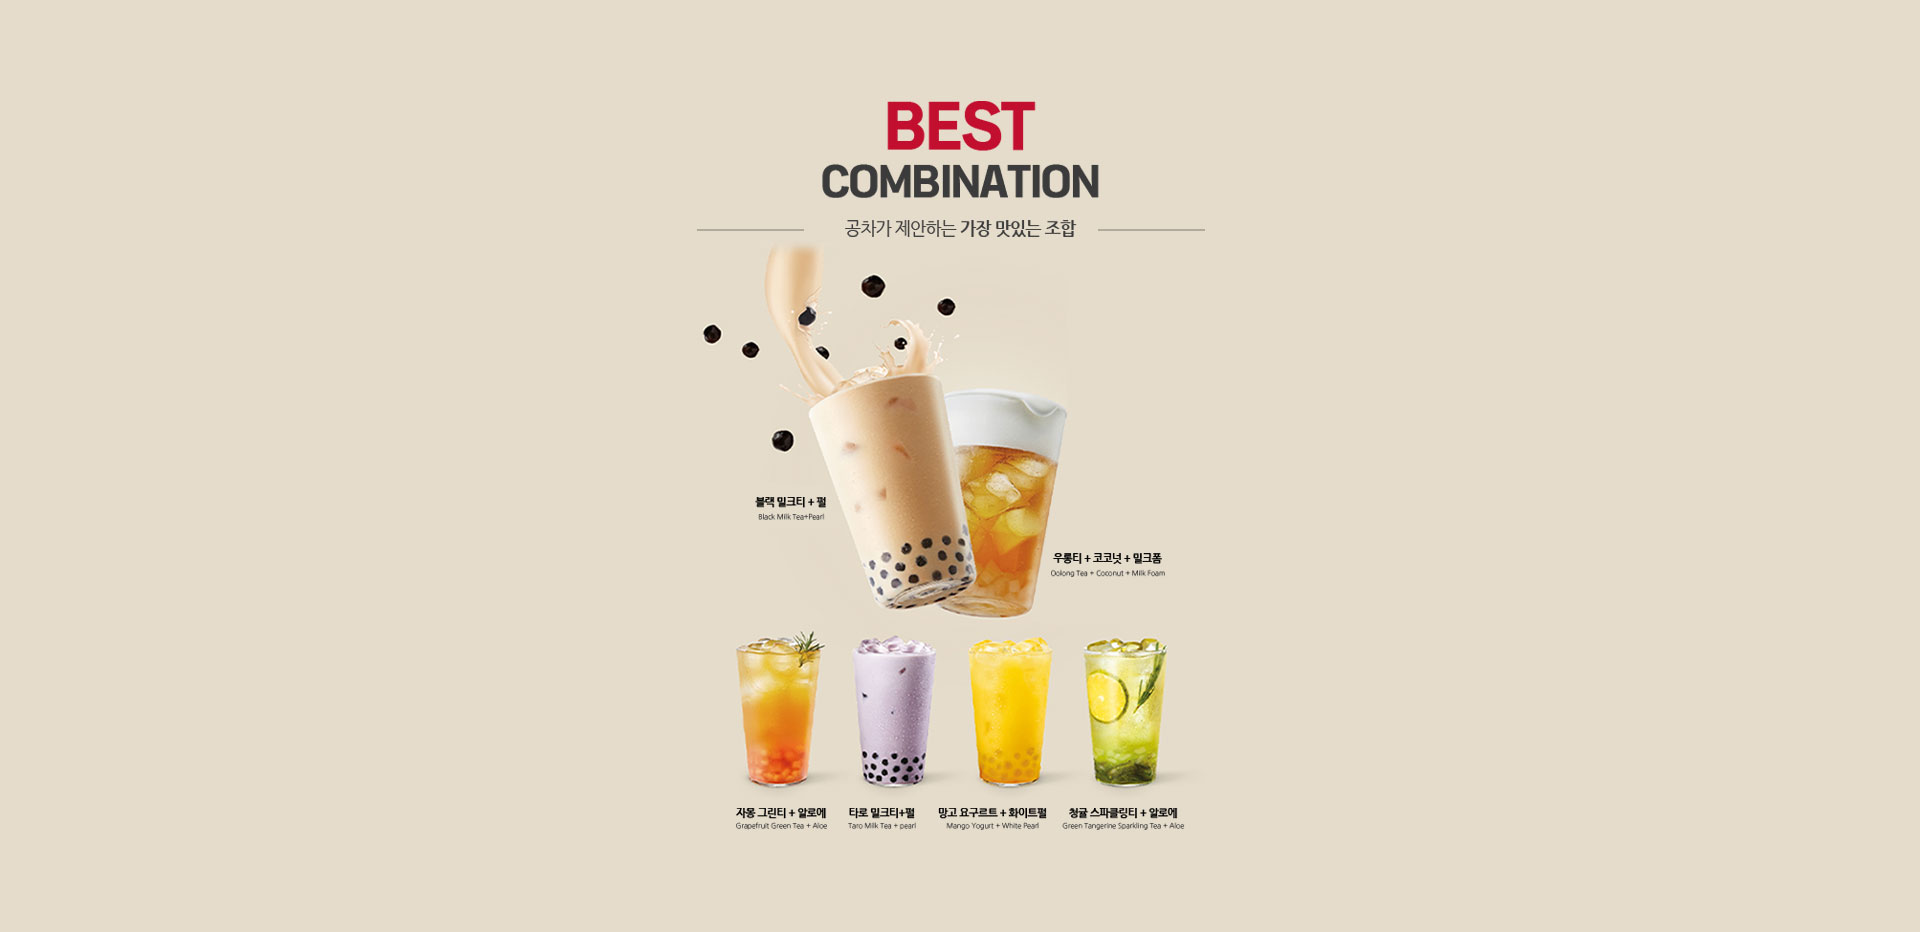 BEST
COMBINATION
공차가 제안하는 가장 맛있는 조합
블랙 밀크티 + 펄
Black Milk Tea+Pearl
우롱티 + 코코넛 + 밀크폼
Oolong Tea + Coconut + Milk Foam
자몽 그린티 + 알로에
Grapefruit Green Tea + Aloe
타로 밀크티+펄
Taro Milk Tea + pearl
망고 요구르트 + 화이트펄
Mango Yogurt + White Pearl
청귤 스파클링티 + 알로에
Green Tangerine Sparkling Tea + Aloe